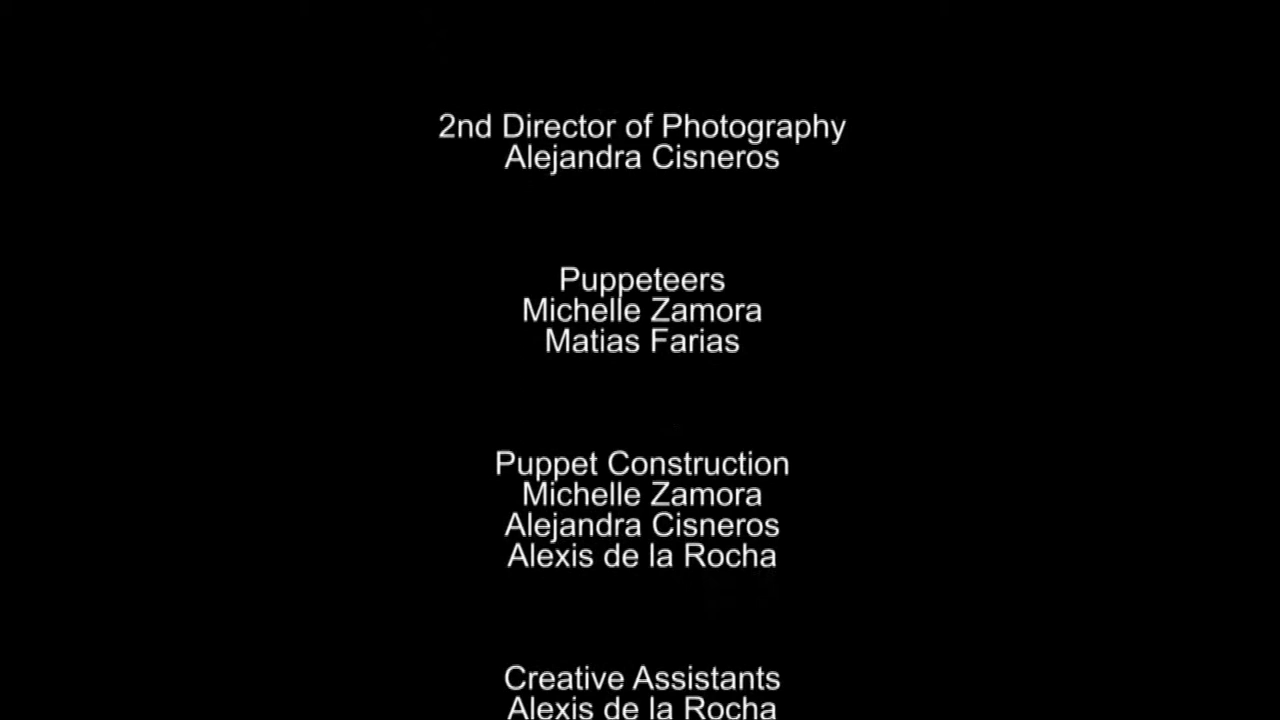 2nd Director of Photography
Alejandra Cisneros
Puppeteers
Michelle Zamora
Matias Farias
Puppet Construction
Michelle Zamora
Alejandra Cisneros
Alexis de la Rocha
Creative Assistants
Alexis de la Rocha